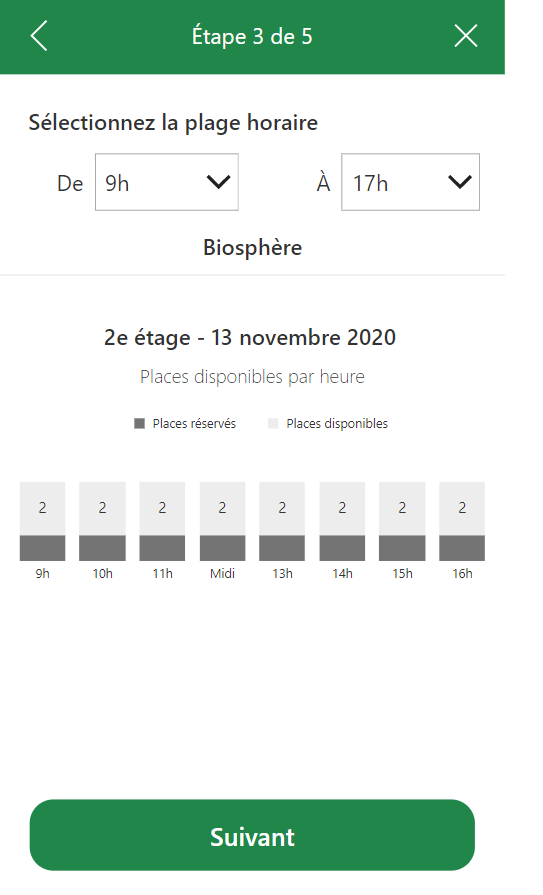 Étape 3 de 5
Sélectionnez la plage horaire
De 9h À 17h
Biosphère
2e étage - 13 novembre 2020
Places disponibles par heure
Places réservés Places disponibles
2 2 2 2 2 2 2 2
9h 10h 11h Midi 13h 14h 15h 16h
Suivant